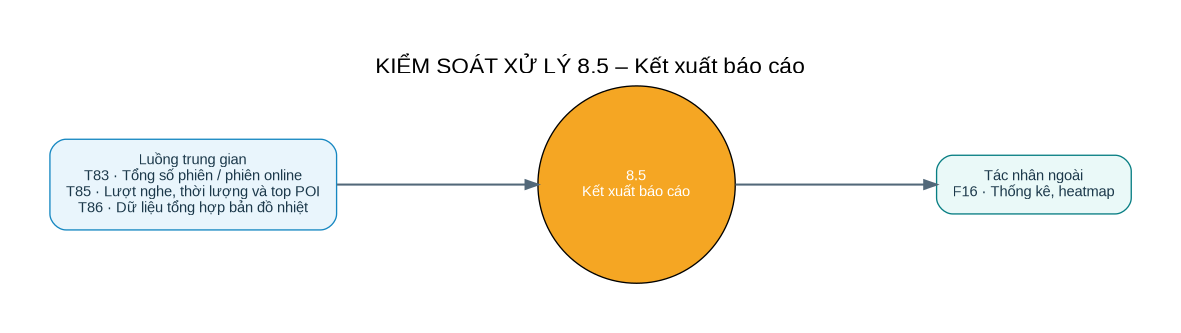 KIỂM SOÁT XỬ LÝ 8.5 – Kết xuất báo cáo
Luồng trung gian
T83 · Tổng số phiên / phiên online
T85 · Lượt nghe, thời lượng và top POI
T86 · Dữ liệu tổng hợp bản đồ nhiệt
8.5
Kết xuất báo cáo
Tác nhân ngoài
F16 · Thống kê, heatmap